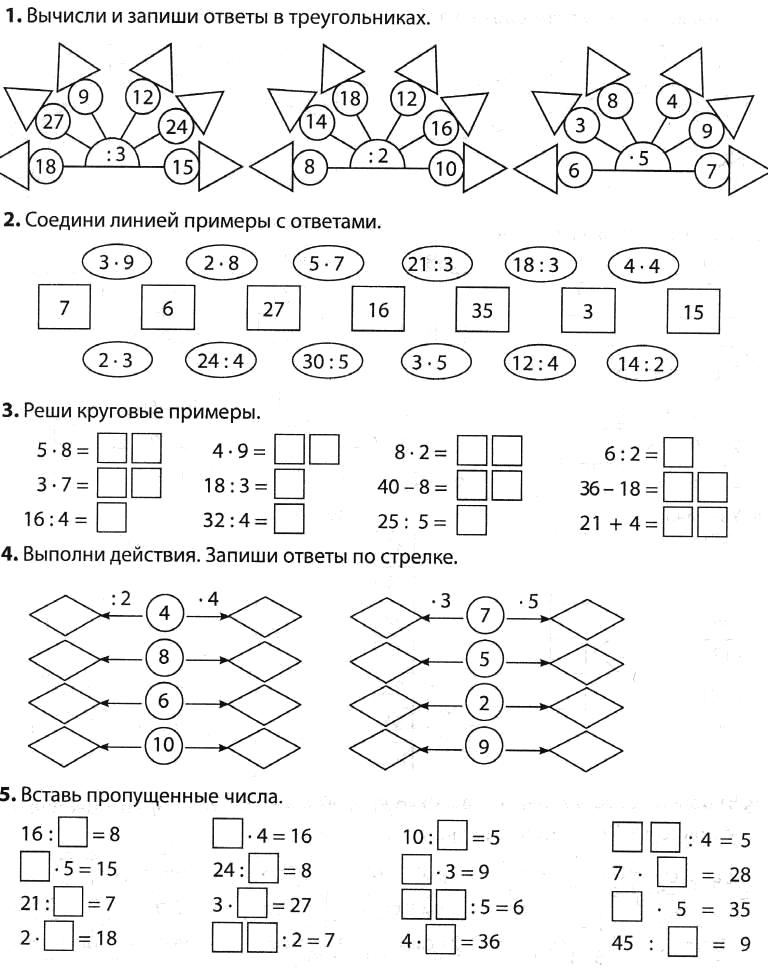 1. Вычисли и запиши ответы в треугольниках.
9 12 18 12 8 4
27 24 14 16 3 9
18 :3 15 8 :2 10 6 · 5 7
2. Соедини линией примеры с ответами.
3 · 9 2 · 8 5 · 7 21 : 3 18 : 3 4 · 4
7 6 27 16 35 3 15
2 · 3 24 : 4 30 : 5 3 · 5 12 : 4 14 : 2
3. Реши круговые примеры.
5 · 8 = 4 · 9 = 8 · 2 = 6 : 2 =
3 · 7 = 18 : 3 = 40 – 8 = 36 – 18 =
16 : 4 = 32 : 4 = 25 : 5 = 21 + 4 =
4. Выполни действия. Запиши ответы по стрелке.
: 2 4 · 4 · 3 7 · 5
8 5
6 2
10 9
5. Вставь пропущенные числа.
16 : = 8 · 4 = 16 10 : = 5 : 4 = 5
· 5 = 15 24 : = 8 · 3 = 9 7 · = 28
21 : = 7 3 · = 27 : 5 = 6 · 5 = 35
2 · = 18 : 2 = 7 4 · = 36 45 : = 9